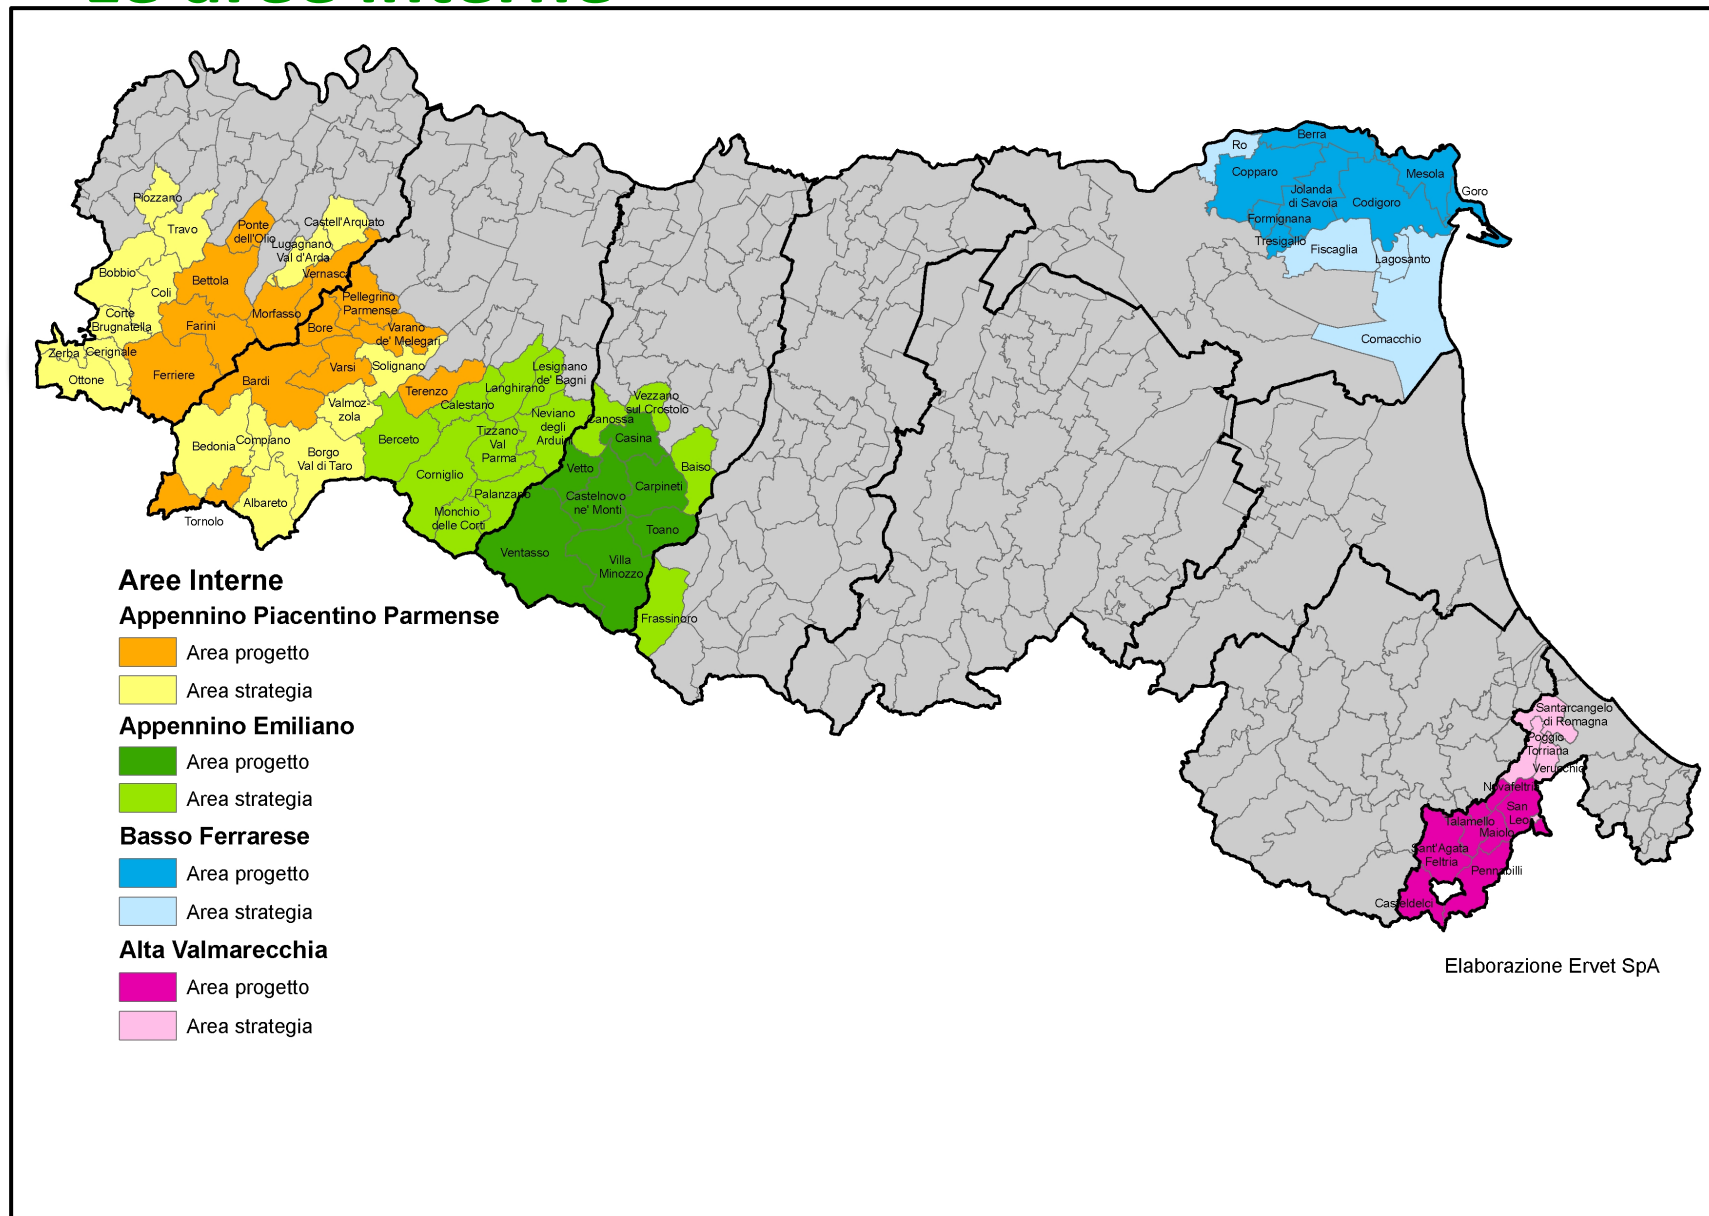 Le aree interne
Piozzano
Travo
Ponte
dell'Olio
Castell'Arquato
Lugagnano
Val d'Arda
Vernasca
Bobbio
Coli
Bettola
Corte
Brugnatella
Farini
Morfasso
Pellegrino
Parmense
Bore
Varano
de' Melegari
Zerba
Cerignale
Ottone
Ferriere
Bardi
Varsi
Solignano
Terenzo
Valmoz-
zola
Bedonia
Compiano
Borgo
Val di Taro
Albareto
Tornolo
Lesignano
de' Bagni
Langhirano
Calestano
Neviano
degli
Arduini
Tizzano
Val
Parma
Berceto
Corniglio
Palanzano
Monchio
delle Corti
Vezzano
sul Crostolo
Canossa
Casina
Baiso
Vetto
Carpineti
Castelnovo
ne' Monti
Toano
Ventasso
Villa
Minozzo
Frassinoro
Ro
Berra
Copparo
Mesola
Goro
Jolanda
di Savoia
Codigoro
Formignana
Tresigallo
Fiscaglia
Lagosanto
Comacchio
Santarcangelo
di Romagna
Poggio
Torriana
Verucchio
Novafeltria
San
Leo
Talamello
Maiolo
Sant'Agata
Feltria
Pennabilli
Casteldelci
Aree Interne
Appennino Piacentino Parmense
Area progetto
Area strategia
Appennino Emiliano
Area progetto
Area strategia
Basso Ferrarese
Area progetto
Area strategia
Alta Valmarecchia
Area progetto
Area strategia
Elaborazione Ervet SpA